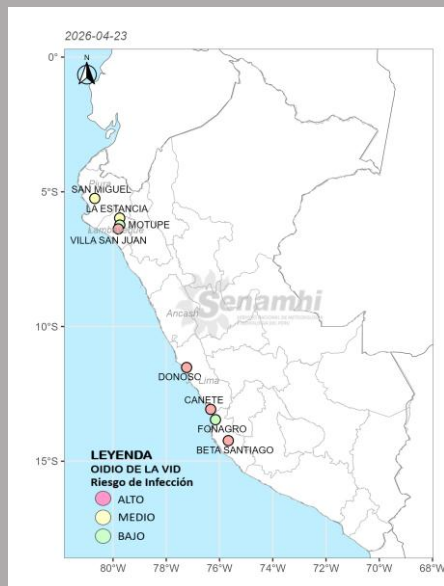 2026-04-23
N
0°
5°S
10°S
15°S
Piura
SAN MIGUEL
LA ESTANCIA
MOTUPE
VILLA SAN JUAN
Ancash
Senamhi
DONOSO
Lima
CANETE
FONAGRO
BETA SANTIAGO
LEYENDA
OIDIO DE LA VID
Riesgo de Infección
ALTO
MEDIO
BAJO
80°W 78°W 76°W 74°W 72°W 70°W 68°W